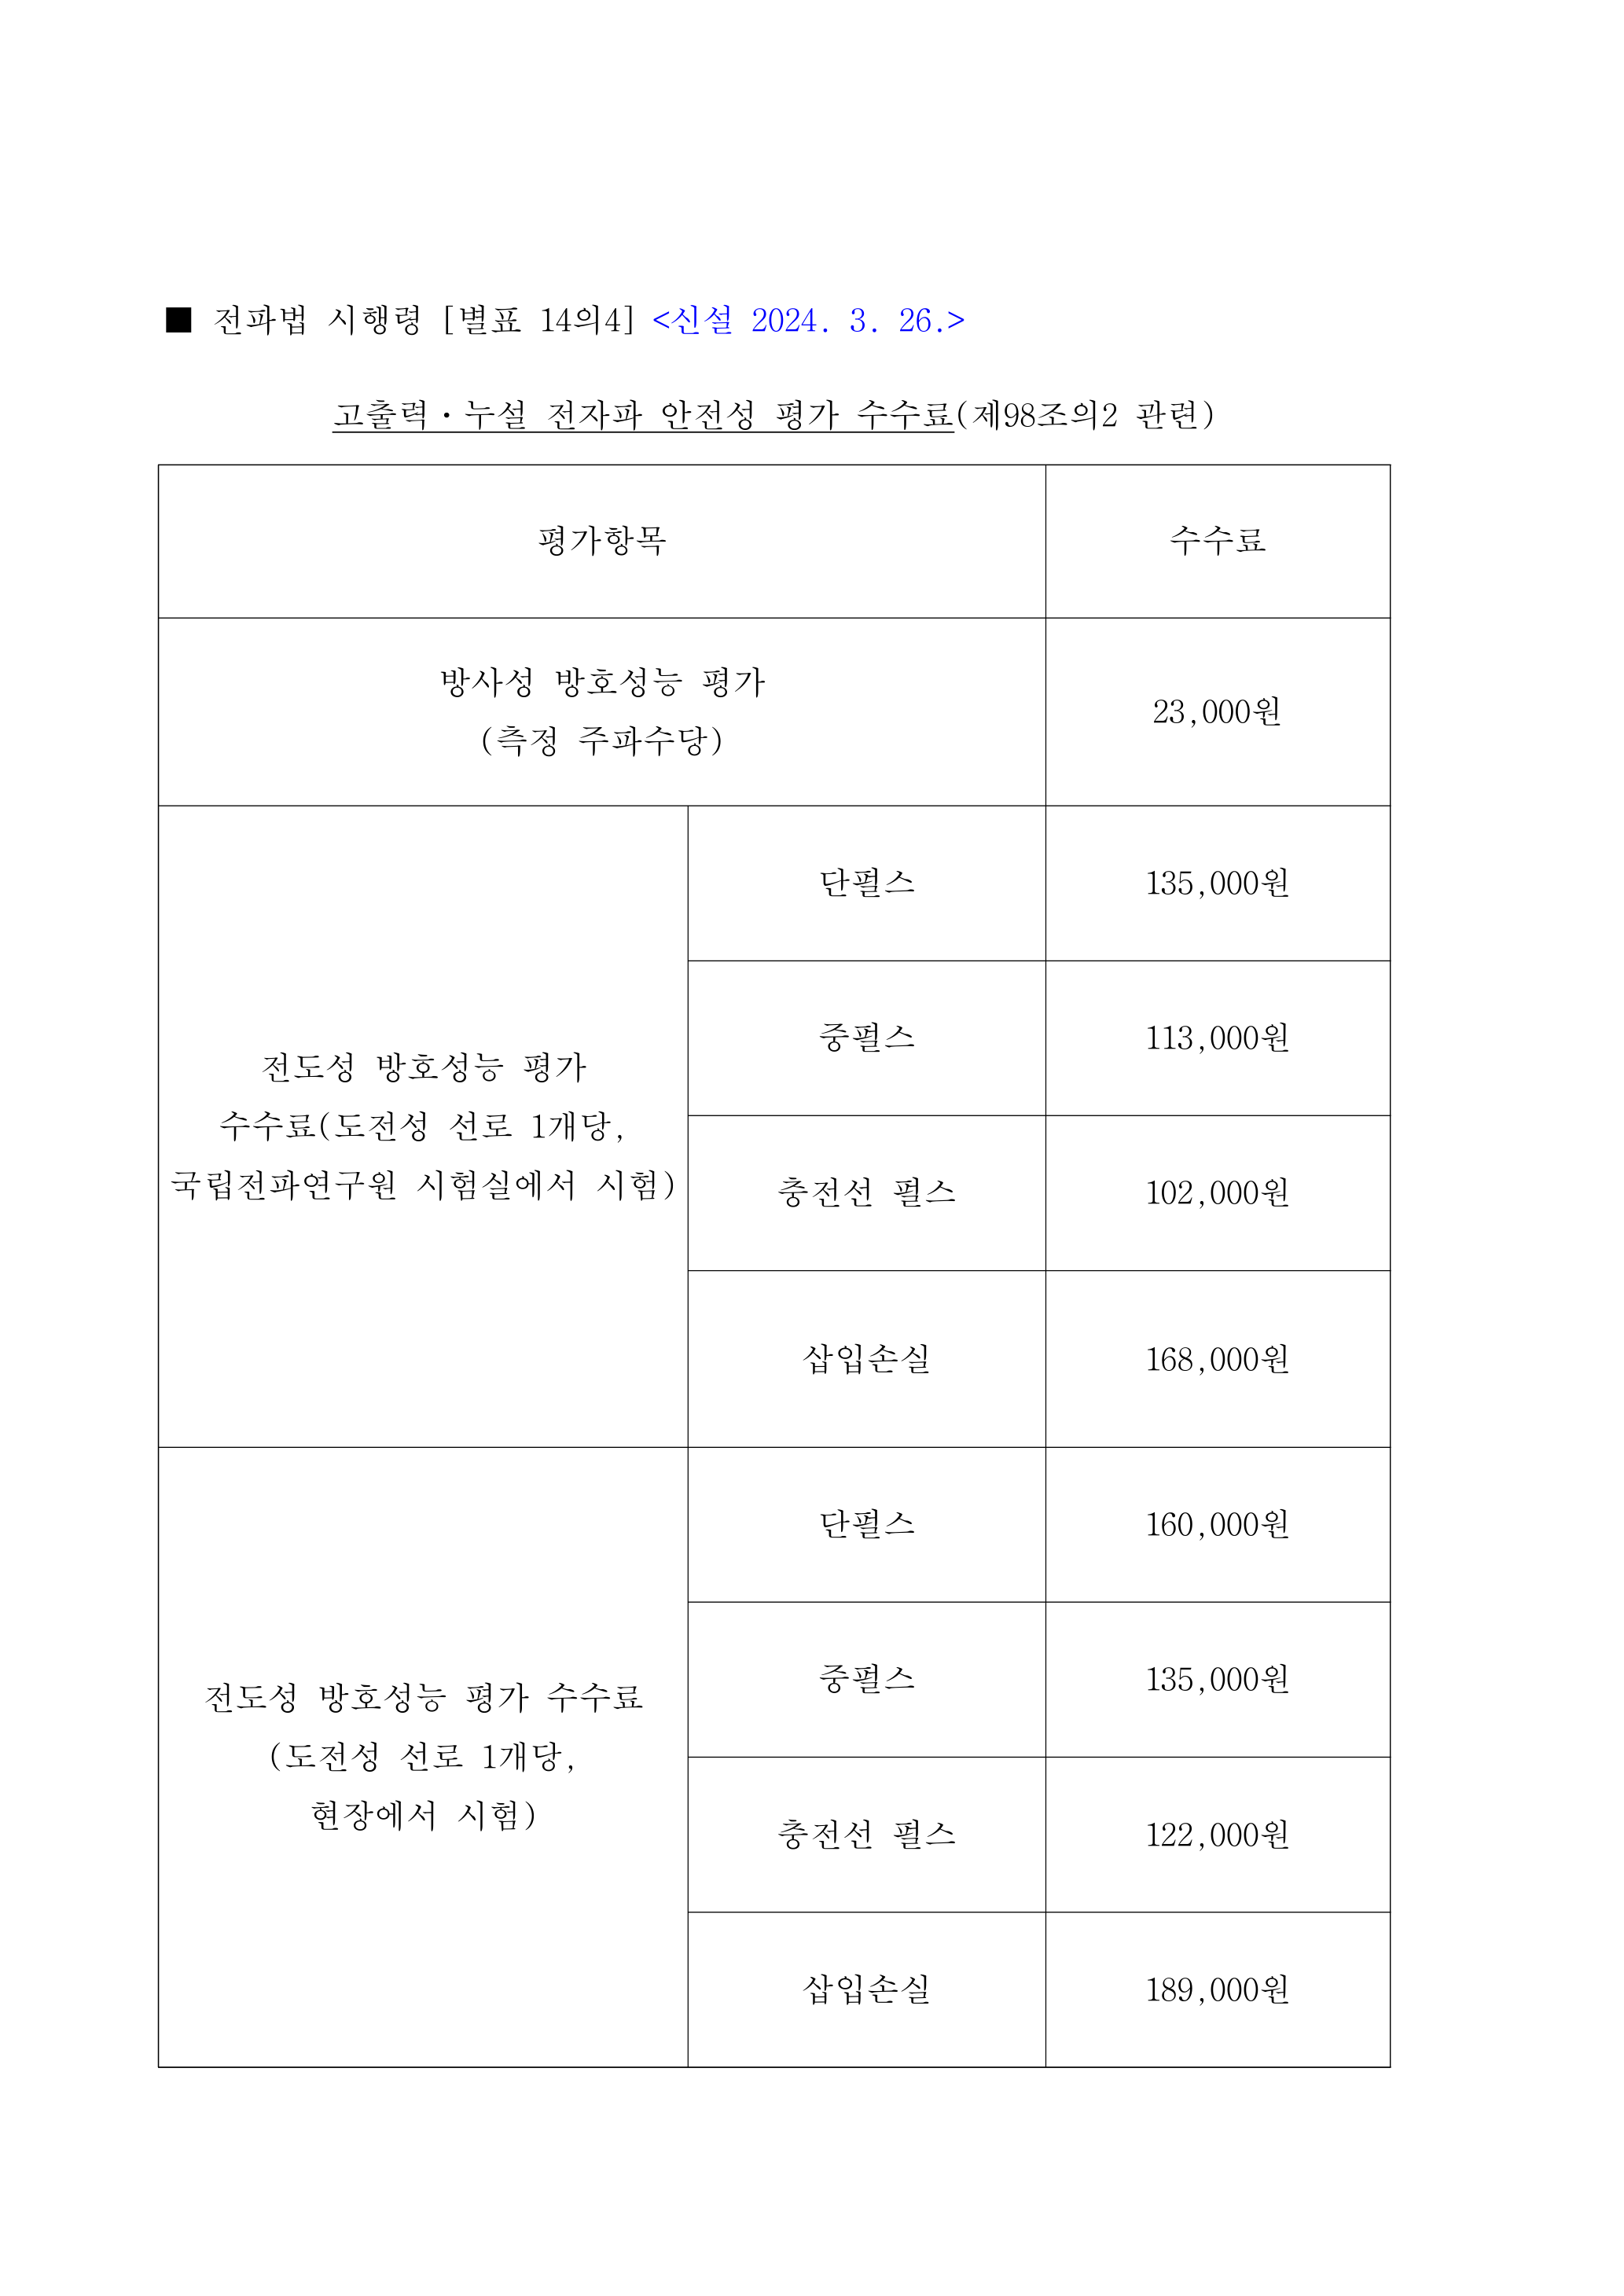 ■ 전파법 시행령 [별표 14의4] <신설 2024. 3. 26.>
고출력·누설 전자파 안전성 평가 수수료(제98조의2 관련)
평가항목
수수료
방사성 방호성능 평가
(측정 주파수당)
23,000원
전도성 방호성능 평가
수수료(도전성 선로 1개당,
국립전파연구원 시험실에서 시험)
단펄스
135,000원
중펄스
113,000원
충전선 펄스
102,000원
삽입손실
168,000원
전도성 방호성능 평가 수수료
(도전성 선로 1개당,
현장에서 시험)
단펄스
160,000원
중펄스
135,000원
충전선 펄스
122,000원
삽입손실
189,000원